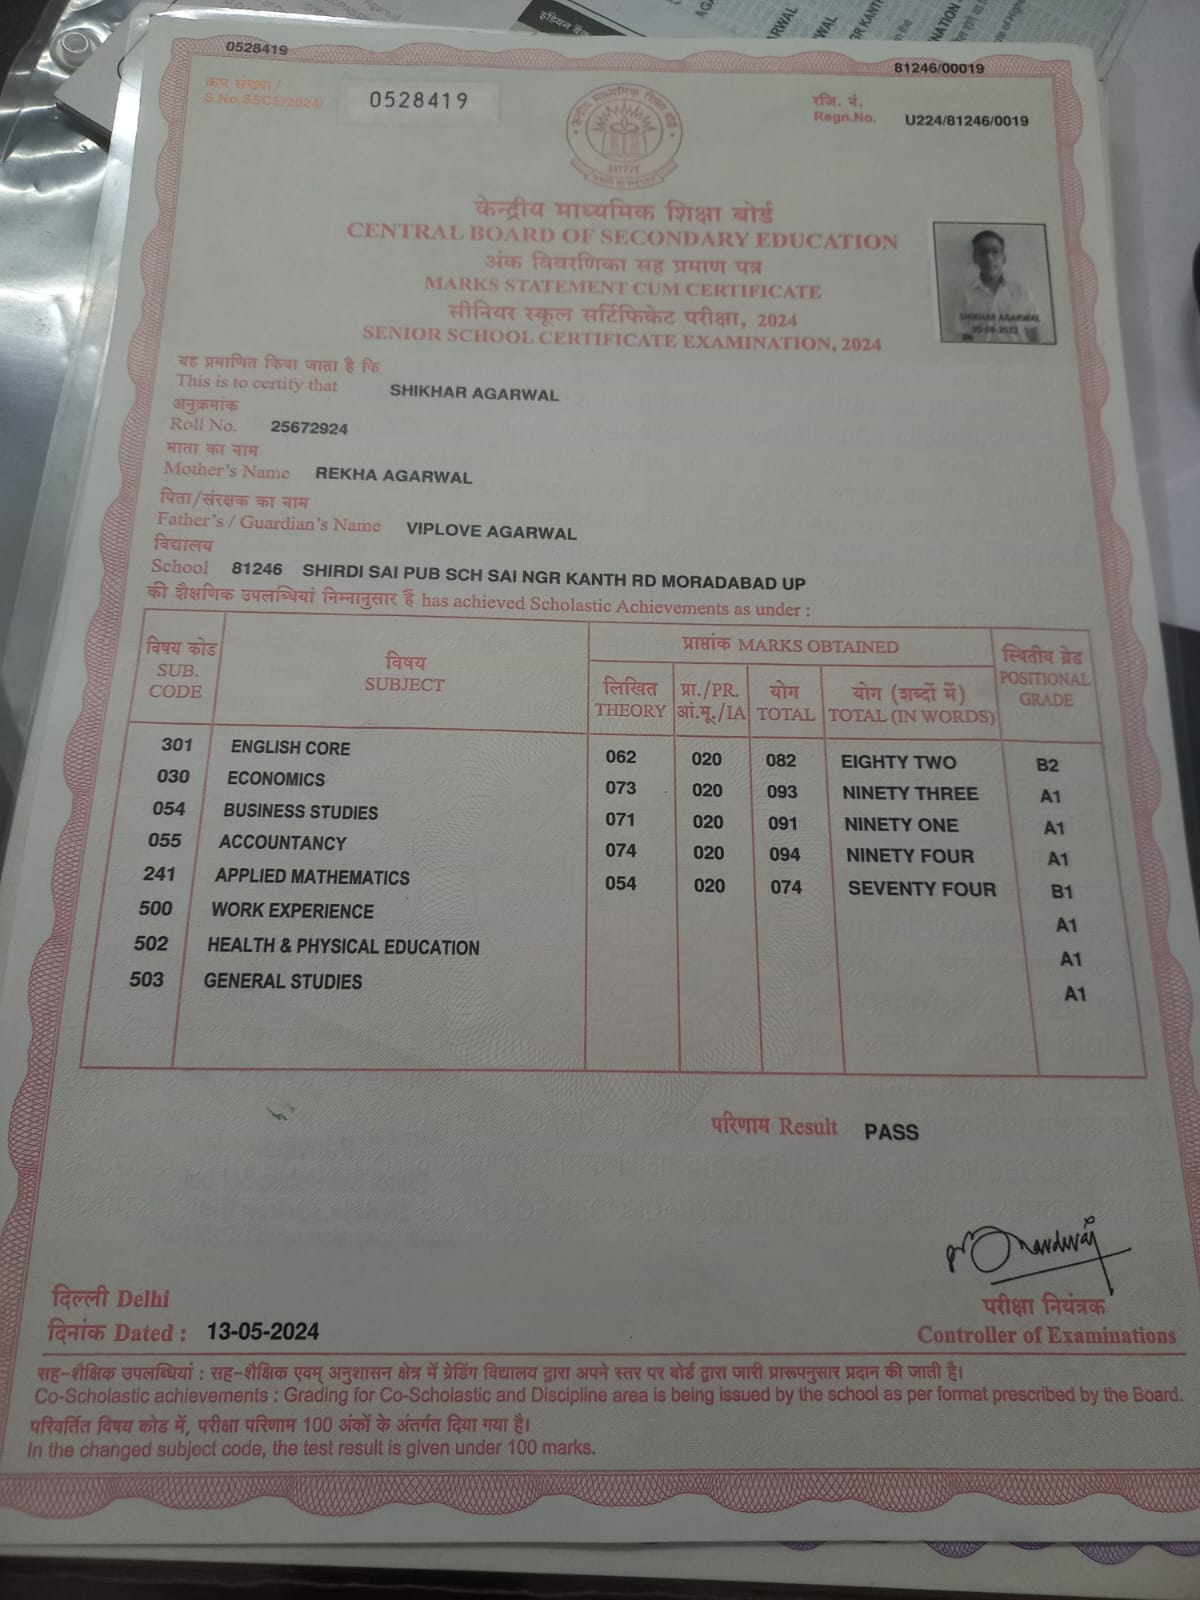 0528419
81246/00019
क्रम संख्या/
S.No.SSCE/2024/
0528419
रजि. नं.
Regn.No. U224/81246/0019
केन्द्रीय माध्यमिक शिक्षा बोर्ड
भारत
केन्द्रीय माध्यमिक शिक्षा बोर्ड
CENTRAL BOARD OF SECONDARY EDUCATION
अंक विवरणिका सह प्रमाण पत्र
MARKS STATEMENT CUM CERTIFICATE
सीनियर स्कूल सर्टिफिकेट परीक्षा, 2024
SENIOR SCHOOL CERTIFICATE EXAMINATION, 2024
SHIKHAR AGARWAL
यह प्रमाणित किया जाता है कि
This is to certify that SHIKHAR AGARWAL
अनुक्रमांक
Roll No. 25672924
माता का नाम
Mother's Name REKHA AGARWAL
पिता/संरक्षक का नाम
Father's / Guardian's Name VIPLOVE AGARWAL
विद्यालय
School 81246 SHIRDI SAI PUB SCH SAI NGR KANTH RD MORADABAD UP
की शैक्षणिक उपलब्धियां निम्नानुसार हैं has achieved Scholastic Achievements as under :
विषय कोड
SUB.
CODE
विषय
SUBJECT
प्राप्तांक MARKS OBTAINED
लिखित
THEORY
प्रा./PR.
आं.मू./IA
योग
TOTAL
योग (शब्दों में)
TOTAL (IN WORDS)
स्थितीय ग्रेड
POSITIONAL
GRADE
301 ENGLISH CORE 062 020 082 EIGHTY TWO B2
030 ECONOMICS 073 020 093 NINETY THREE A1
054 BUSINESS STUDIES 071 020 091 NINETY ONE A1
055 ACCOUNTANCY 074 020 094 NINETY FOUR A1
241 APPLIED MATHEMATICS 054 020 074 SEVENTY FOUR B1
500 WORK EXPERIENCE A1
502 HEALTH & PHYSICAL EDUCATION A1
503 GENERAL STUDIES A1
परिणाम Result PASS
दिल्ली Delhi
दिनांक Dated : 13-05-2024
परीक्षा नियंत्रक
Controller of Examinations
सह-शैक्षिक उपलब्धियां : सह-शैक्षिक एवम् अनुशासन क्षेत्र में ग्रेडिंग विद्यालय द्वारा अपने स्तर पर बोर्ड द्वारा जारी प्रारूपनुसार प्रदान की जाती है।
Co-Scholastic achievements : Grading for Co-Scholastic and Discipline area is being issued by the school as per format prescribed by the Board.
परिवर्तित विषय कोड में, परीक्षा परिणाम 100 अंकों के अंतर्गत दिया गया है।
In the changed subject code, the test result is given under 100 marks.